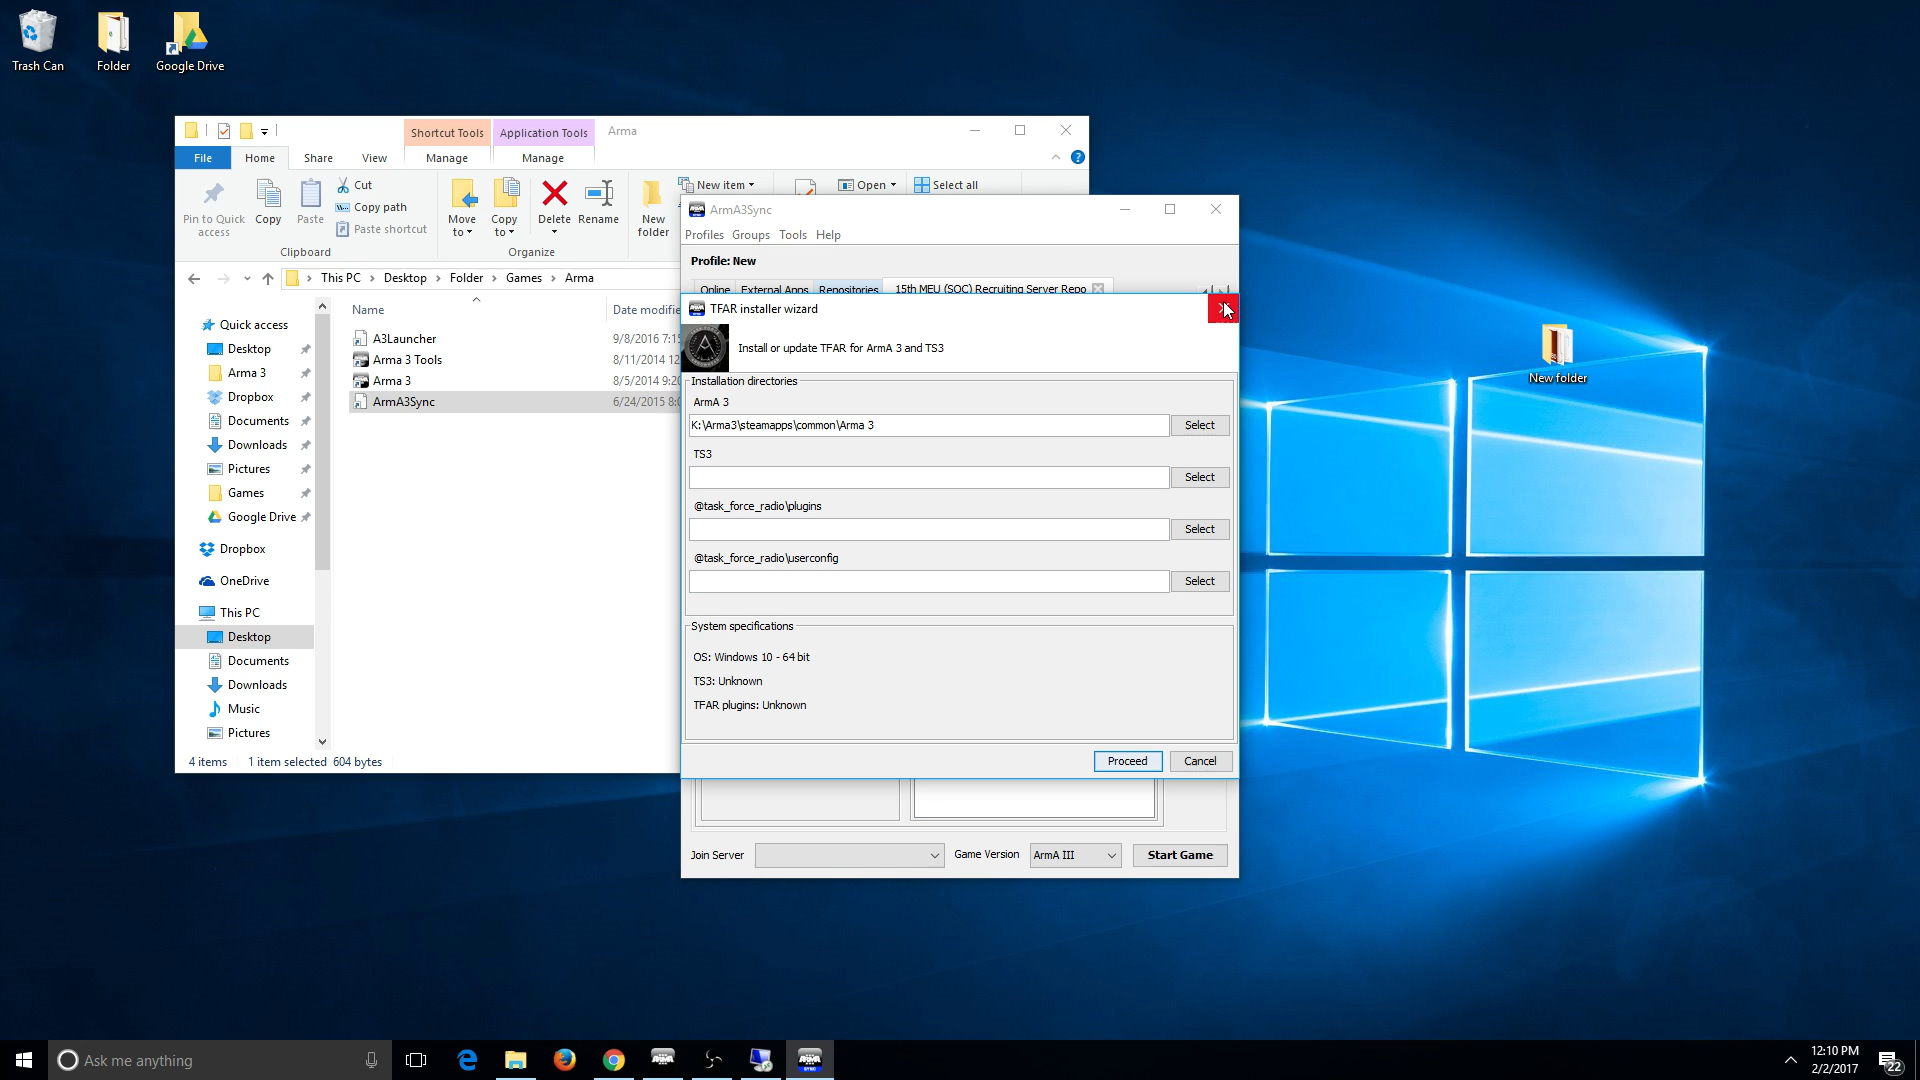 Trash Can
Folder
Google Drive
Shortcut Tools
Application Tools
Arma
File
Home
Share
View
Manage
Manage
Pin to Quick access
Copy
Paste
Cut
Copy path
Paste shortcut
Clipboard
Move to
Copy to
Delete
Rename
Organize
New folder
New item
Open
Select all
This PC
Desktop
Folder
Games
Arma
Name
Date modifie
A3Launcher
9/8/2016 7:1
Arma 3 Tools
8/11/2014 12
Arma 3
8/5/2014 9:20
ArmA3Sync
6/24/2015 8:0
Quick access
Desktop
Arma 3
Dropbox
Documents
Downloads
Pictures
Games
Google Drive
Dropbox
OneDrive
This PC
Desktop
Documents
Downloads
Music
Pictures
4 items
1 item selected 604 bytes
ArmA3Sync
Profiles
Groups
Tools
Help
Profile: New
Online
External Apps
Repositories
15th MEU (SOC) Recruiting Server Repo
TFAR installer wizard
Install or update TFAR for ArmA 3 and TS3
Installation directories
ArmA 3
K:\Arma3\steamapps\common\Arma 3
Select
TS3
Select
@task_force_radio\plugins
Select
@task_force_radio\userconfig
Select
System specifications
OS: Windows 10 - 64 bit
TS3: Unknown
TFAR plugins: Unknown
Proceed
Cancel
Join Server
Game Version
ArmA III
Start Game
New folder
Ask me anything
12:10 PM
2/2/2017
22